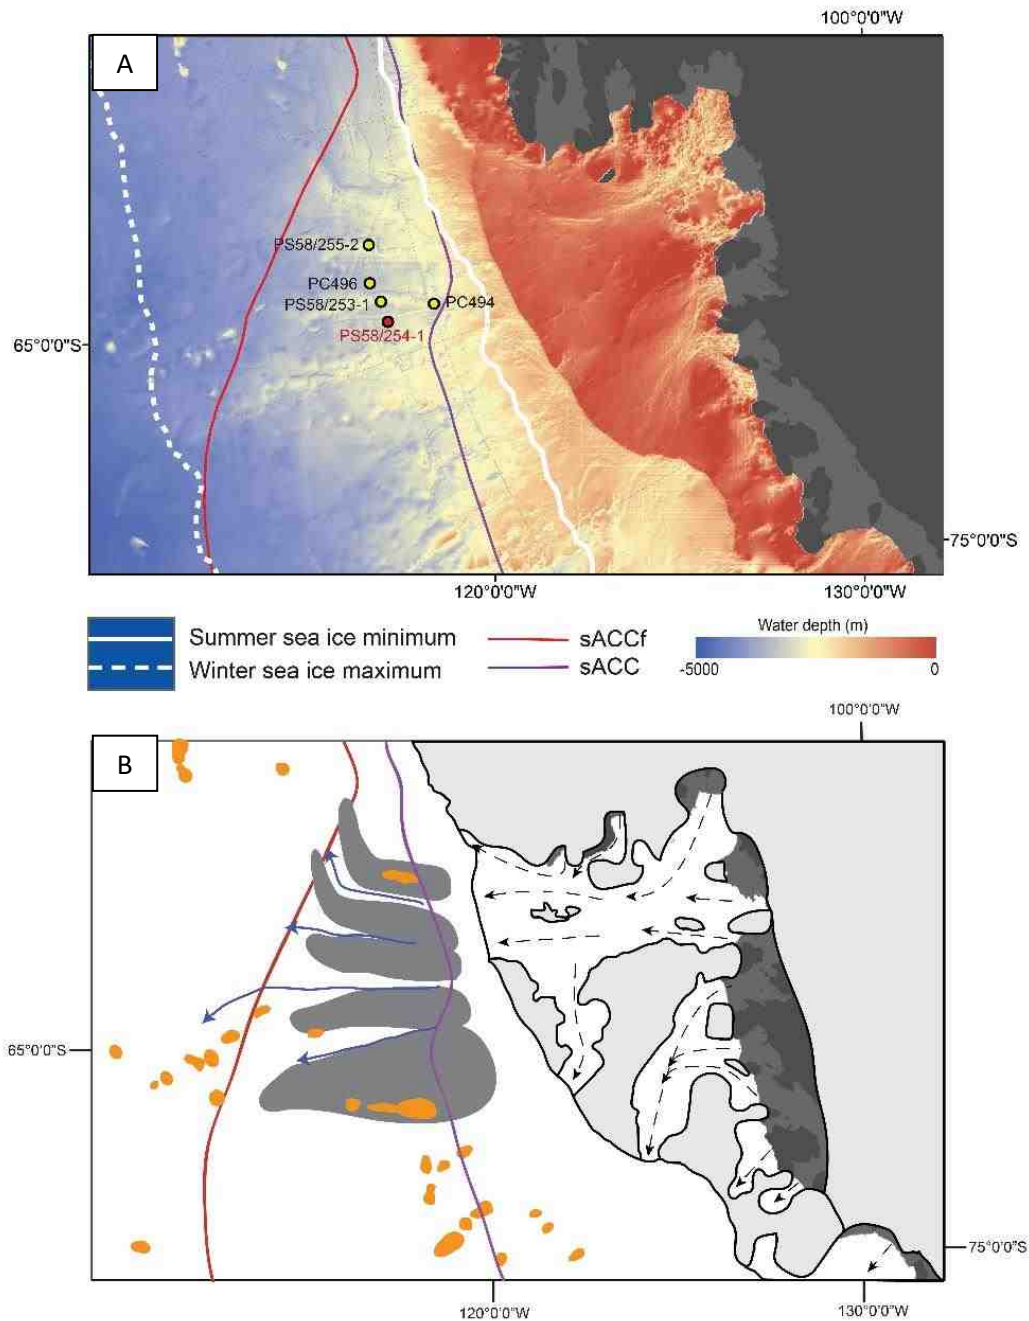 100°0'0"W
A
PS58/255-2
PC496
PS58/253-1
PC494
PS58/254-1
65°0'0"S
75°0'0"S
120°0'0"W
130°0'0"W
Summer sea ice minimum
Winter sea ice maximum
sACCf
sACC
Water depth (m)
-5000
0
100°0'0"W
B
65°0'0"S
75°0'0"S
120°0'0"W
130°0'0"W